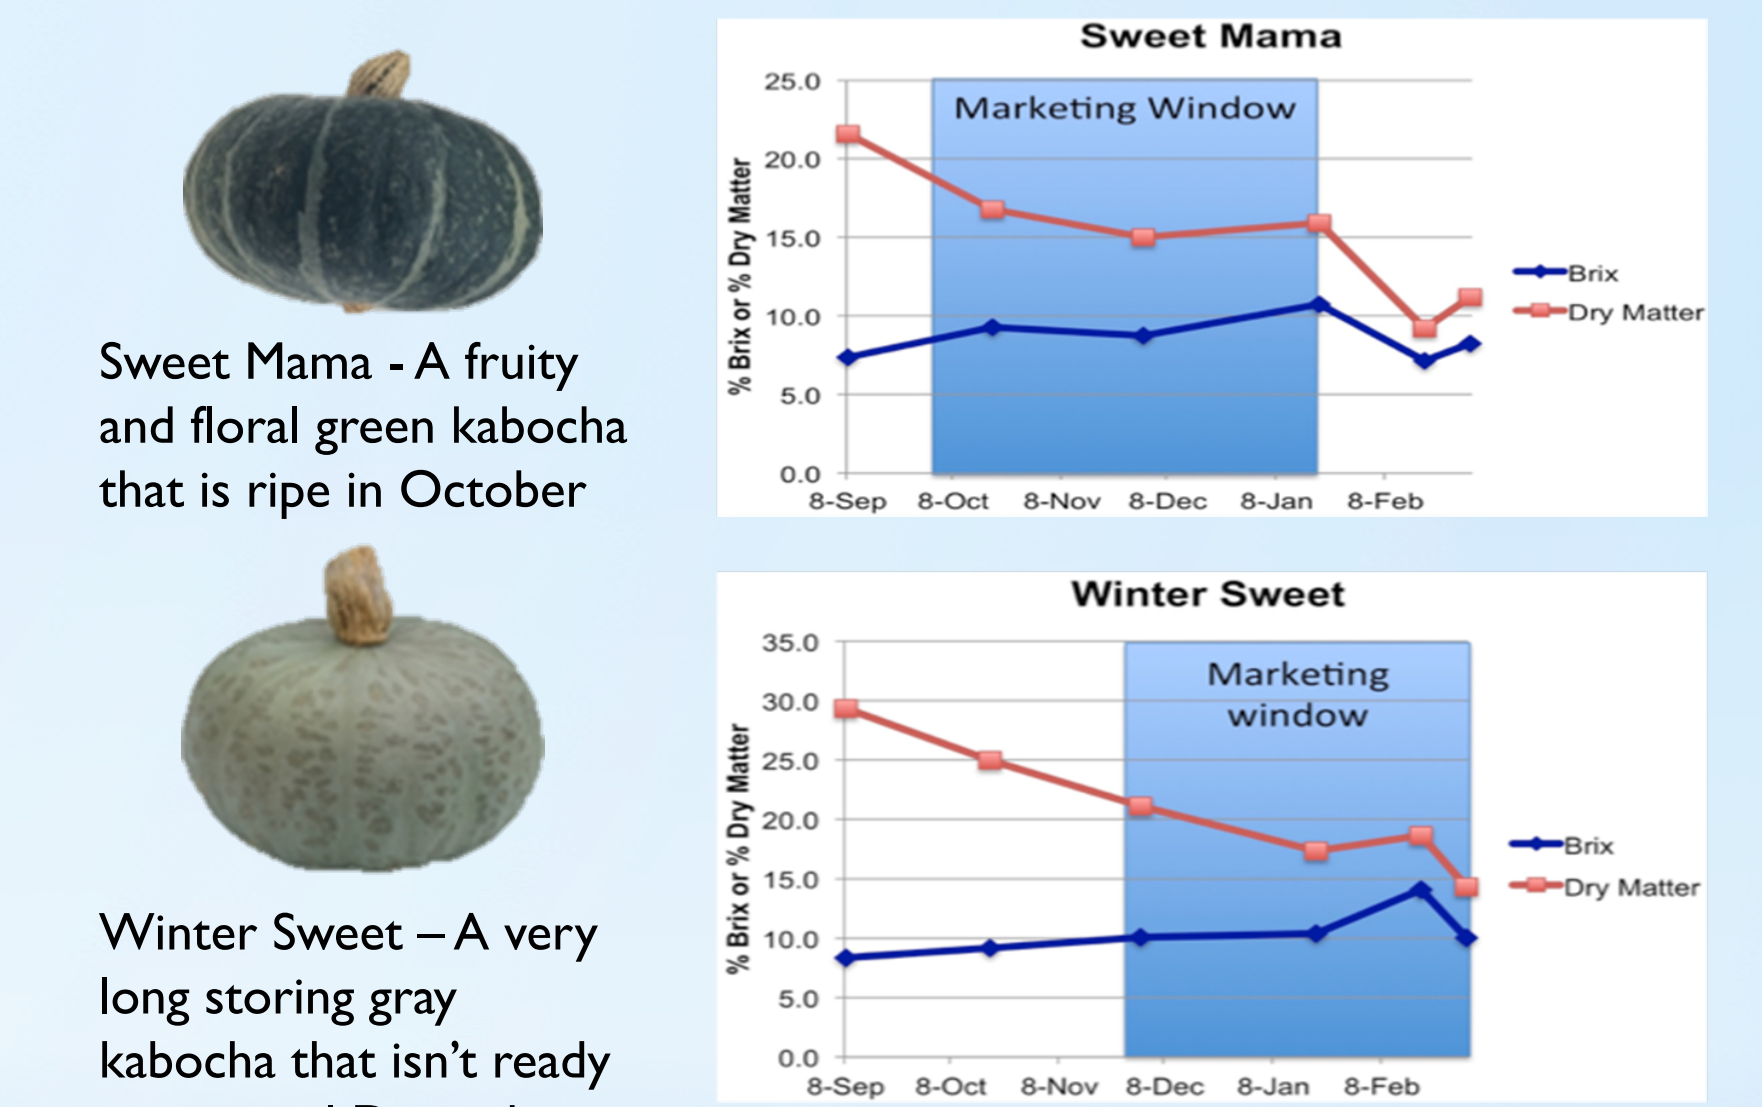 Sweet Mama - A fruity
and floral green kabocha
that is ripe in October
Sweet Mama
Marketing Window
% Brix or % Dry Matter
25.0
20.0
15.0
10.0
5.0
0.0
8-Sep 8-Oct 8-Nov 8-Dec 8-Jan 8-Feb
Brix
Dry Matter
Winter Sweet – A very
long storing gray
kabocha that isn’t ready
Winter Sweet
Marketing
window
% Brix or % Dry Matter
35.0
30.0
25.0
20.0
15.0
10.0
5.0
0.0
8-Sep 8-Oct 8-Nov 8-Dec 8-Jan 8-Feb
Brix
Dry Matter